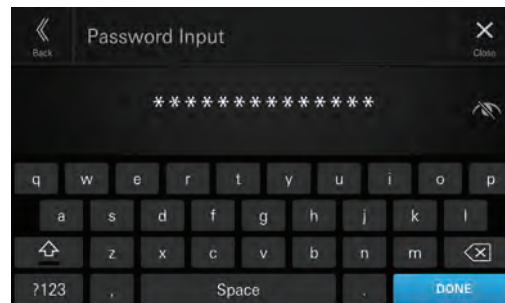 Back
Password Input
Close
**************
q w e r t y u i o p
a s d f g h j k l
z x c v b n m
?123 , Space . DONE